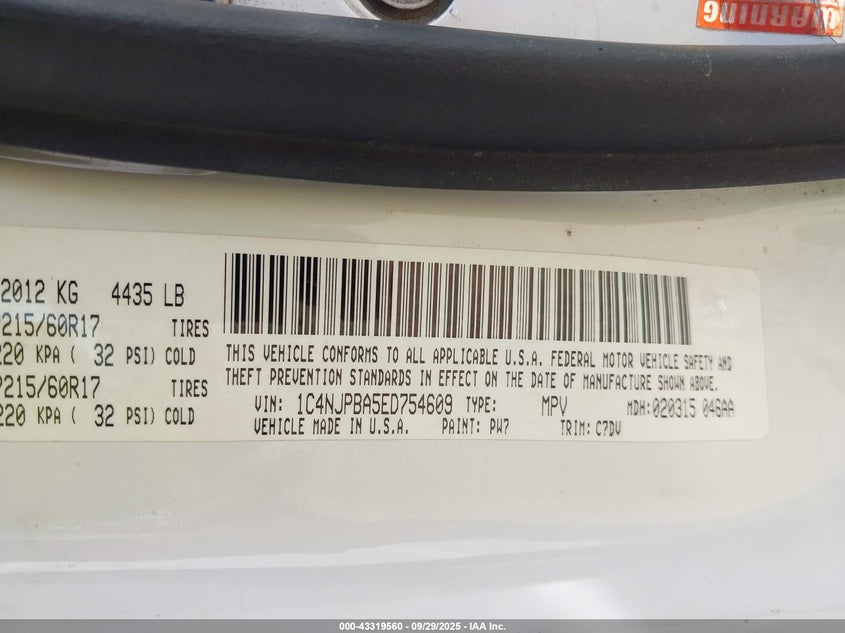 WARNING
2012 KG 4435 LB
P215/60R17 TIRES
220 KPA ( 32 PSI) COLD
P215/60R17 TIRES
220 KPA ( 32 PSI) COLD
THIS VEHICLE CONFORMS TO ALL APPLICABLE U.S.A. FEDERAL MOTOR VEHICLE SAFETY AND
THEFT PREVENTION STANDARDS IN EFFECT ON THE DATE OF MANUFACTURE SHOWN ABOVE.
VIN: 1C4NJPBA5ED754609 TYPE: MPV MDH:020315 046AA
VEHICLE MADE IN U.S.A. PAINT: PW7 TRIM: C7DV
000-43319560 - 09/29/2025 - IAA Inc.